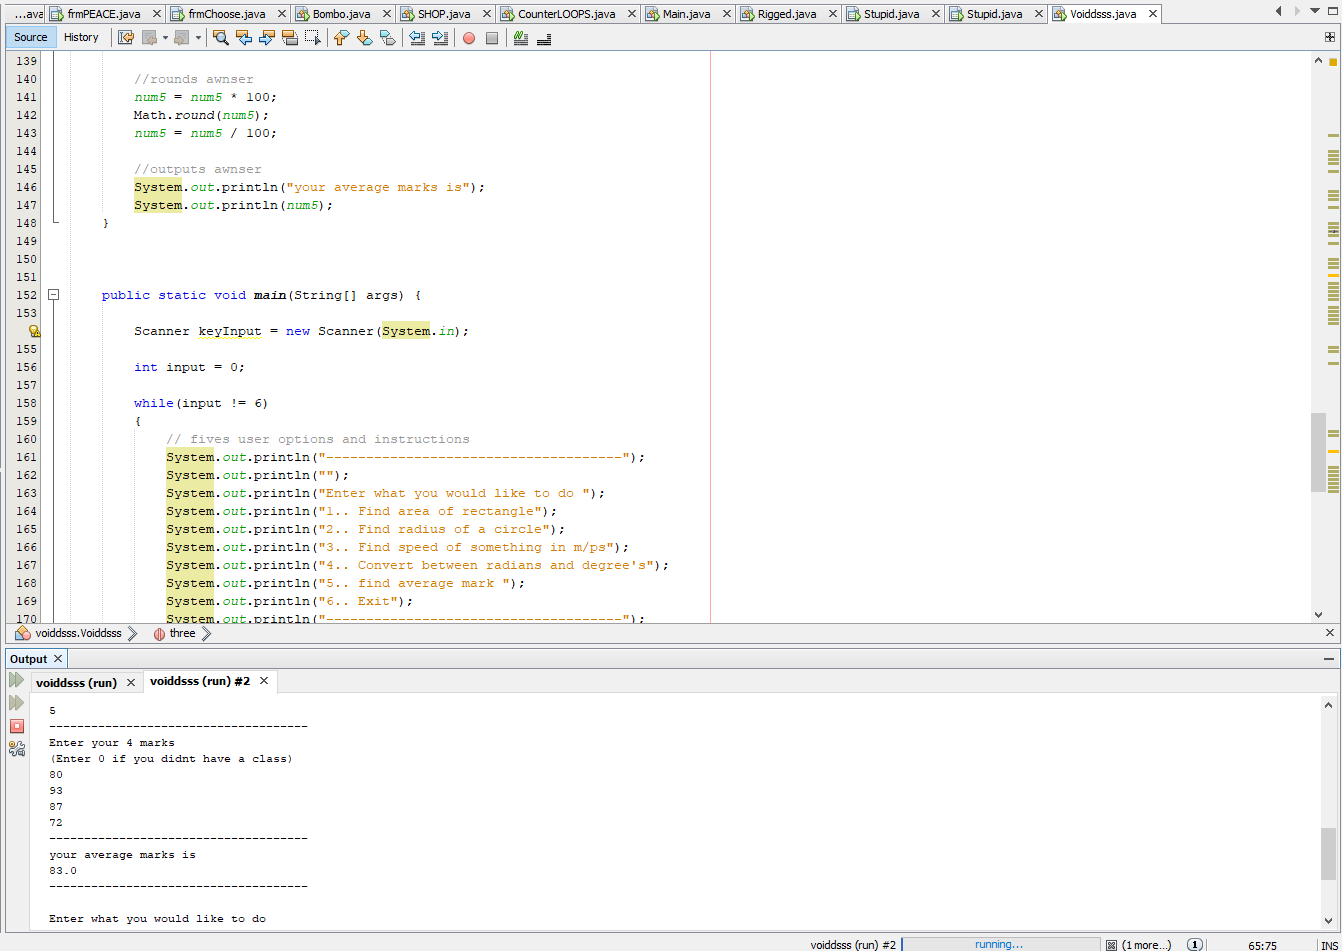 ...ava frmPEACE.java frmChoose.java Bombo.java SHOP.java CounterLOOPS.java Main.java Rigged.java Stupid.java Stupid.java Voiddsss.java
Source History
139
140 //rounds awnser
141 num5 = num5 * 100;
142 Math.round(num5);
143 num5 = num5 / 100;
144
145 //outputs awnser
146 System.out.println("your average marks is");
147 System.out.println(num5);
148 }
149
150
151
152 public static void main(String[] args) {
153
Scanner keyInput = new Scanner(System.in);
155
156 int input = 0;
157
158 while(input != 6)
159 {
160 // fives user options and instructions
161 System.out.println("-------------------------------------");
162 System.out.println("");
163 System.out.println("Enter what you would like to do ");
164 System.out.println("1.. Find area of rectangle");
165 System.out.println("2.. Find radius of a circle");
166 System.out.println("3.. Find speed of something in m/ps");
167 System.out.println("4.. Convert between radians and degree's");
168 System.out.println("5.. find average mark ");
169 System.out.println("6.. Exit");
170 System.out.println("-------------------------------------");
voiddsss.Voiddsss three
Output
voiddsss (run) voiddsss (run) #2
5
-------------------------------------
Enter your 4 marks
(Enter 0 if you didnt have a class)
80
93
87
72
-------------------------------------
your average marks is
83.0
-------------------------------------
Enter what you would like to do
voiddsss (run) #2 running... (1 more...) 1 65:75 INS